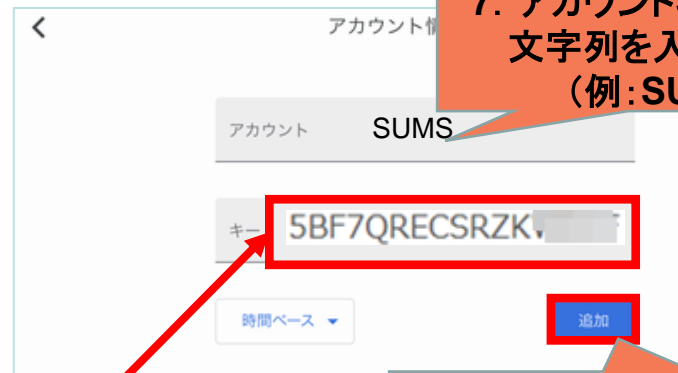 アカウント情
7. アカウント
文字列を入
(例:SU
アカウント SUMS
キー 5BF7QRECSRZK
時間ベース
追加